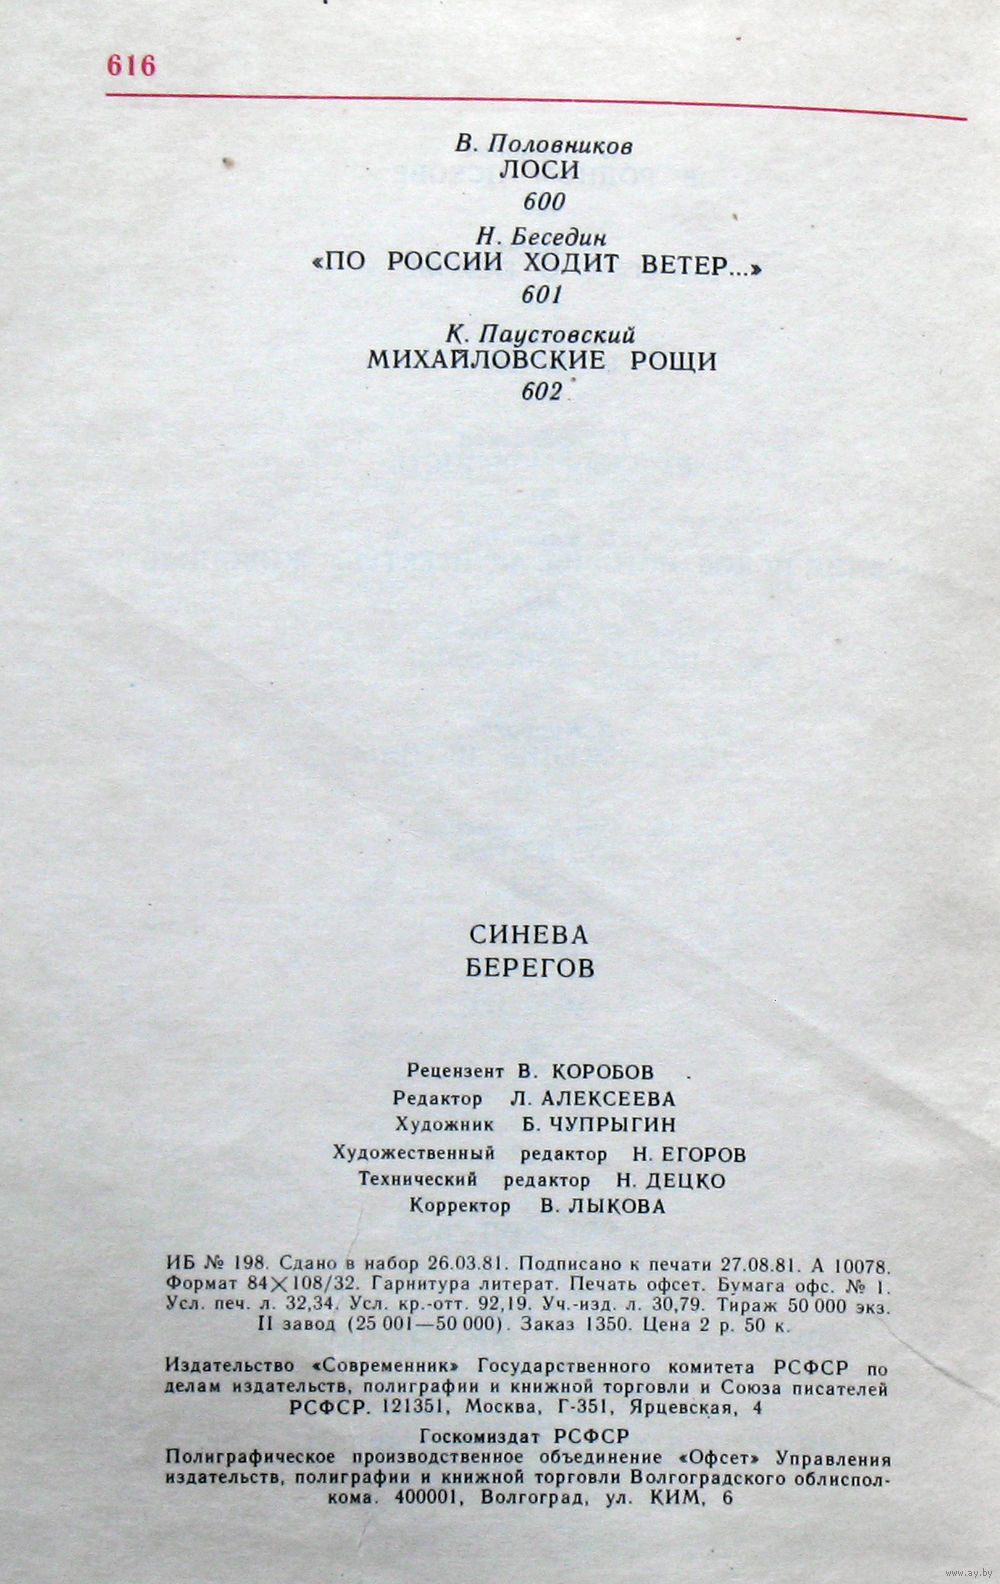 616
В. Половников
ЛОСИ
600
Н. Беседин
«ПО РОССИИ ХОДИТ ВЕТЕР...»
601
К. Паустовский
МИХАЙЛОВСКИЕ РОЩИ
602
СИНЕВА
БЕРЕГОВ
Рецензент В. КОРОБОВ
Редактор Л. АЛЕКСЕЕВА
Художник Б. ЧУПРЫГИН
Художественный редактор Н. ЕГОРОВ
Технический редактор Н. ДЕЦКО
Корректор В. ЛЫКОВА
ИБ № 198. Сдано в набор 26.03.81. Подписано к печати 27.08.81. А 10078.
Формат 84×108/32. Гарнитура литерат. Печать офсет. Бумага офс. № 1.
Усл. печ. л. 32,34. Усл. кр.-отт. 92,19. Уч.-изд. л. 30,79. Тираж 50 000 экз.
II завод (25 001—50 000). Заказ 1350. Цена 2 р. 50 к.
Издательство «Современник» Государственного комитета РСФСР по
делам издательств, полиграфии и книжной торговли и Союза писателей
РСФСР. 121351, Москва, Г-351, Ярцевская, 4
Госкомиздат РСФСР
Полиграфическое производственное объединение «Офсет» Управления
издательств, полиграфии и книжной торговли Волгоградского облиспол-
кома. 400001, Волгоград, ул. КИМ, 6
www.ay.by